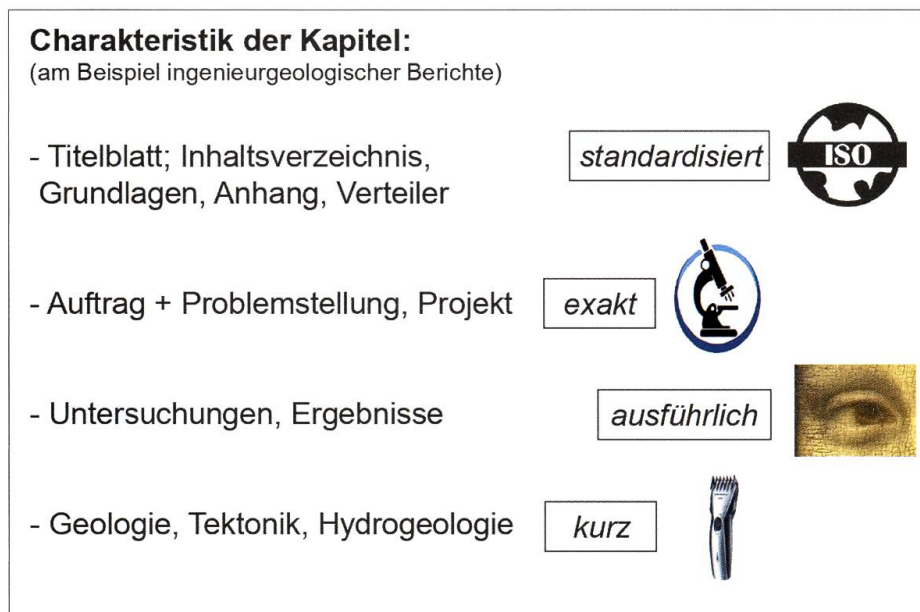 Charakteristik der Kapitel:
(am Beispiel ingenieurgeologischer Berichte)
- Titelblatt; Inhaltsverzeichnis,
Grundlagen, Anhang, Verteiler
standardisiert
ISO
- Auftrag + Problemstellung, Projekt
exakt
- Untersuchungen, Ergebnisse
ausführlich
- Geologie, Tektonik, Hydrogeologie
kurz